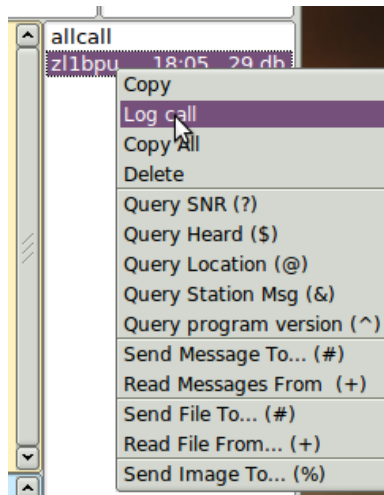 allcall
zl1bpu 18:05 29 db
Copy
Log call
Copy All
Delete
Query SNR (?)
Query Heard ($)
Query Location (@)
Query Station Msg (&)
Query program version (^)
Send Message To... (#)
Read Messages From (+)
Send File To... (#)
Read File From... (+)
Send Image To... (%)